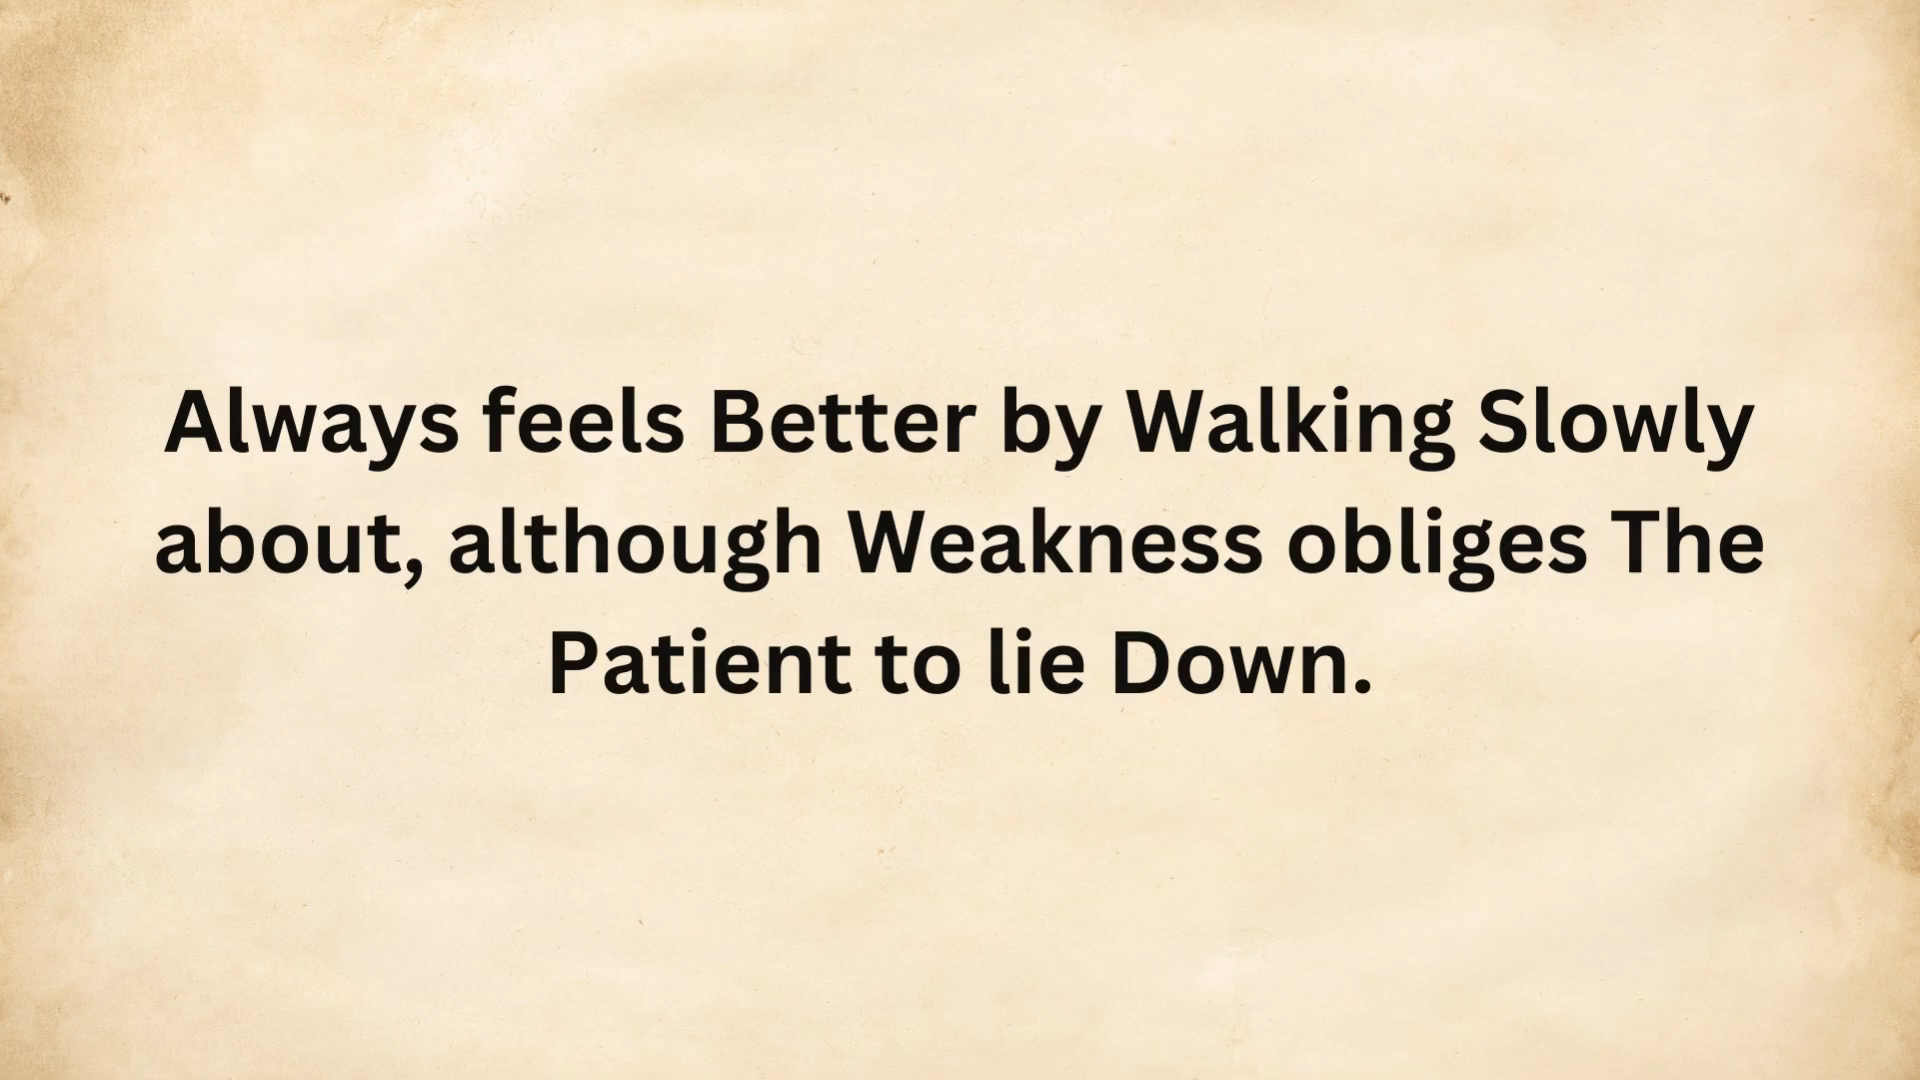 Always feels Better by Walking Slowly
about, although Weakness obliges The
Patient to lie Down.